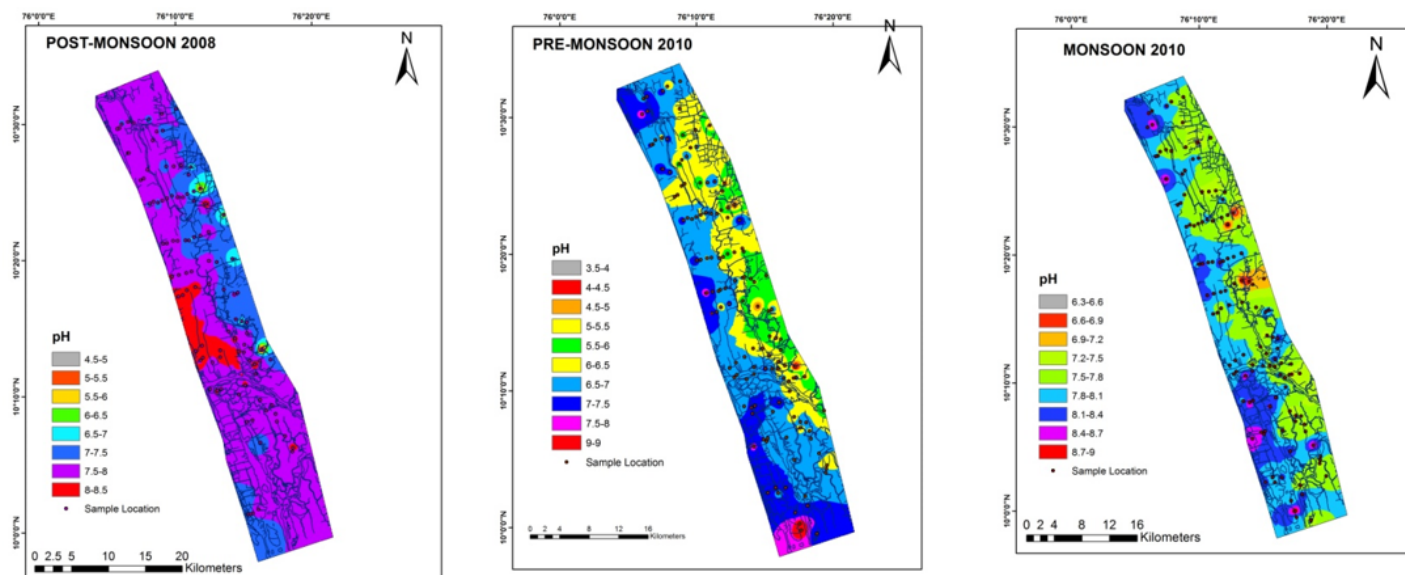 76°0'0"E 76°10'0"E 76°20'0"E
POST-MONSOON 2008
N
10°30'0"N
10°20'0"N
10°10'0"N
10°0'0"N
pH
4.5-5
5-5.5
5.5-6
6-6.5
6.5-7
7-7.5
7.5-8
8-8.5
Sample Location
0 2.5 5 10 15 20
Kilometers
76°0'0"E 76°10'0"E 76°20'0"E
PRE-MONSOON 2010
N
10°30'0"N
10°20'0"N
10°10'0"N
10°0'0"N
pH
3.5-4
4-4.5
4.5-5
5-5.5
5.5-6
6-6.5
6.5-7
7-7.5
7.5-8
9-9
Sample Location
0 2 4 8 12 16
Kilometers
76°0'0"E 76°10'0"E 76°20'0"E
MONSOON 2010
N
10°30'0"N
10°20'0"N
10°10'0"N
10°0'0"N
pH
6.3-6.6
6.6-6.9
6.9-7.2
7.2-7.5
7.5-7.8
7.8-8.1
8.1-8.4
8.4-8.7
8.7-9
Sample Location
0 2 4 8 12 16
Kilometers